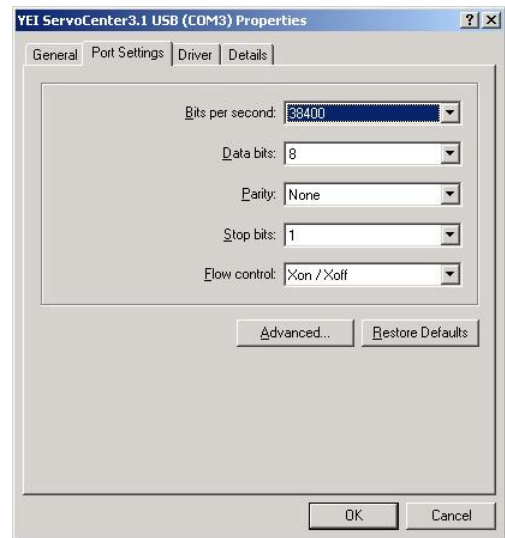 YEI ServoCenter3.1 USB (COM3) Properties
General Port Settings Driver Details
Bits per second: 38400
Data bits: 8
Parity: None
Stop bits: 1
Flow control: Xon / Xoff
Advanced... Restore Defaults
OK Cancel